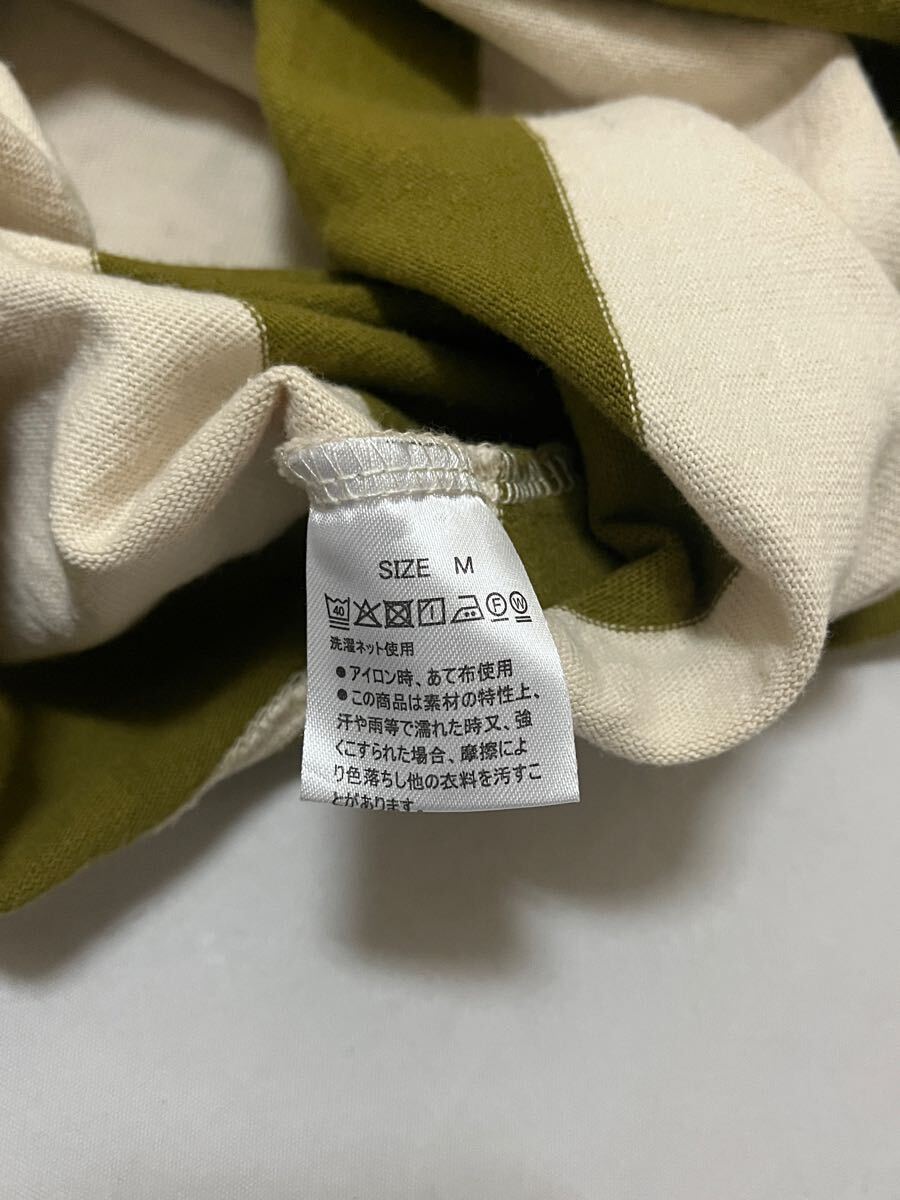 SIZE M
40 F W
洗濯ネット使用
●アイロン時、あて布使用
●この商品は素材の特性上、
汗や雨等で濡れた時又、強
くこすられた場合、摩擦によ
り色落ちし他の衣料を汚すこ
とがあります。